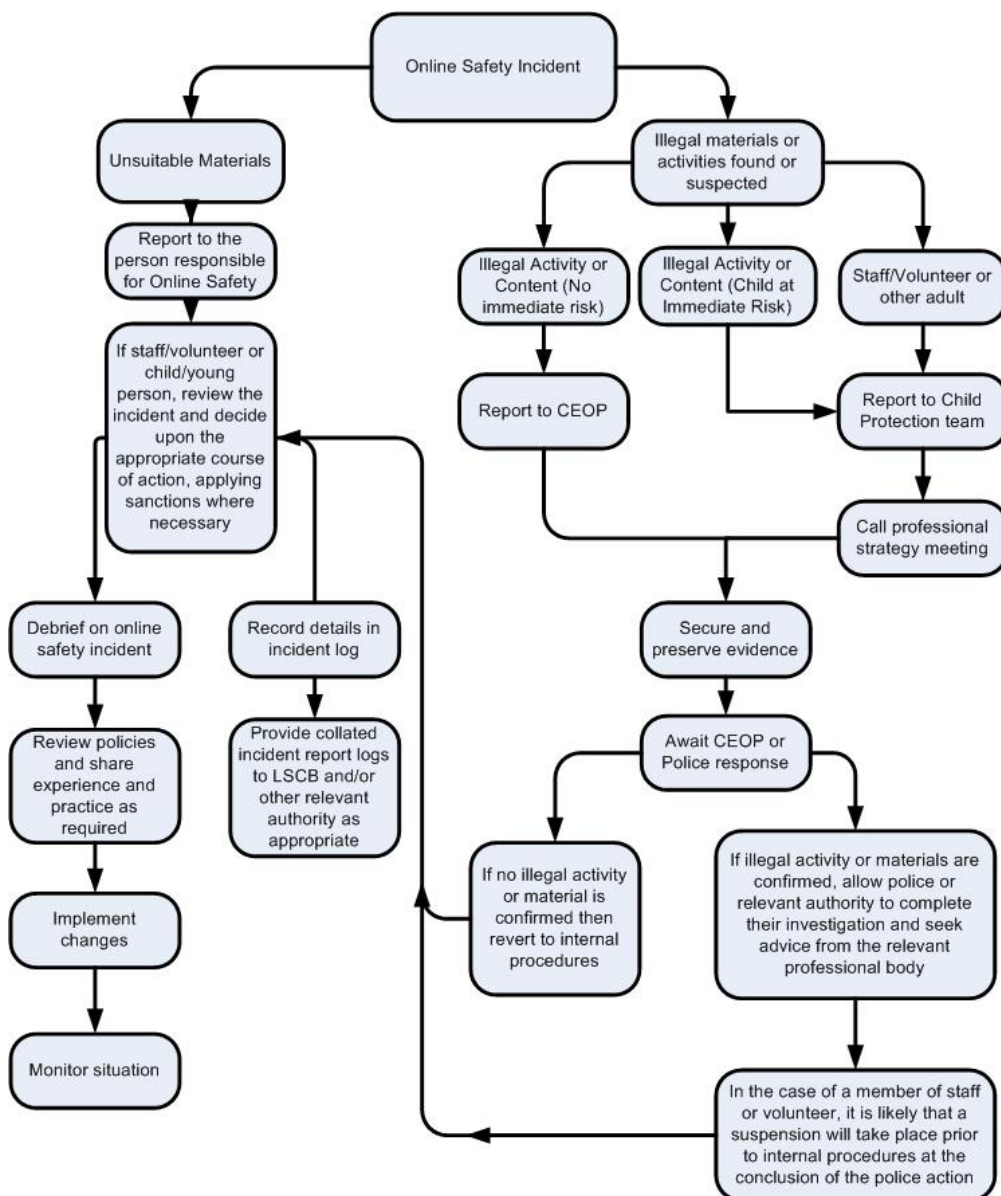 Online Safety Incident
Unsuitable Materials
Report to the
person responsible
for Online Safety
If staff/volunteer or
child/young
person, review the
incident and decide
upon the
appropriate course
of action, applying
sanctions where
necessary
Debrief on online
safety incident
Review policies
and share
experience and
practice as
required
Implement
changes
Monitor situation
Record details in
incident log
Provide collated
incident report logs
to LSCB and/or
other relevant
authority as
appropriate
Illegal materials or
activities found or
suspected
Illegal Activity or
Content (No
immediate risk)
Illegal Activity or
Content (Child at
Immediate Risk)
Staff/Volunteer or
other adult
Report to CEOP
Report to Child
Protection team
Call professional
strategy meeting
Secure and
preserve evidence
Await CEOP or
Police response
If no illegal activity
or material is
confirmed then
revert to internal
procedures
If illegal activity or materials are
confirmed, allow police or
relevant authority to complete
their investigation and seek
advice from the relevant
professional body
In the case of a member of staff
or volunteer, it is likely that a
suspension will take place prior
to internal procedures at the
conclusion of the police action